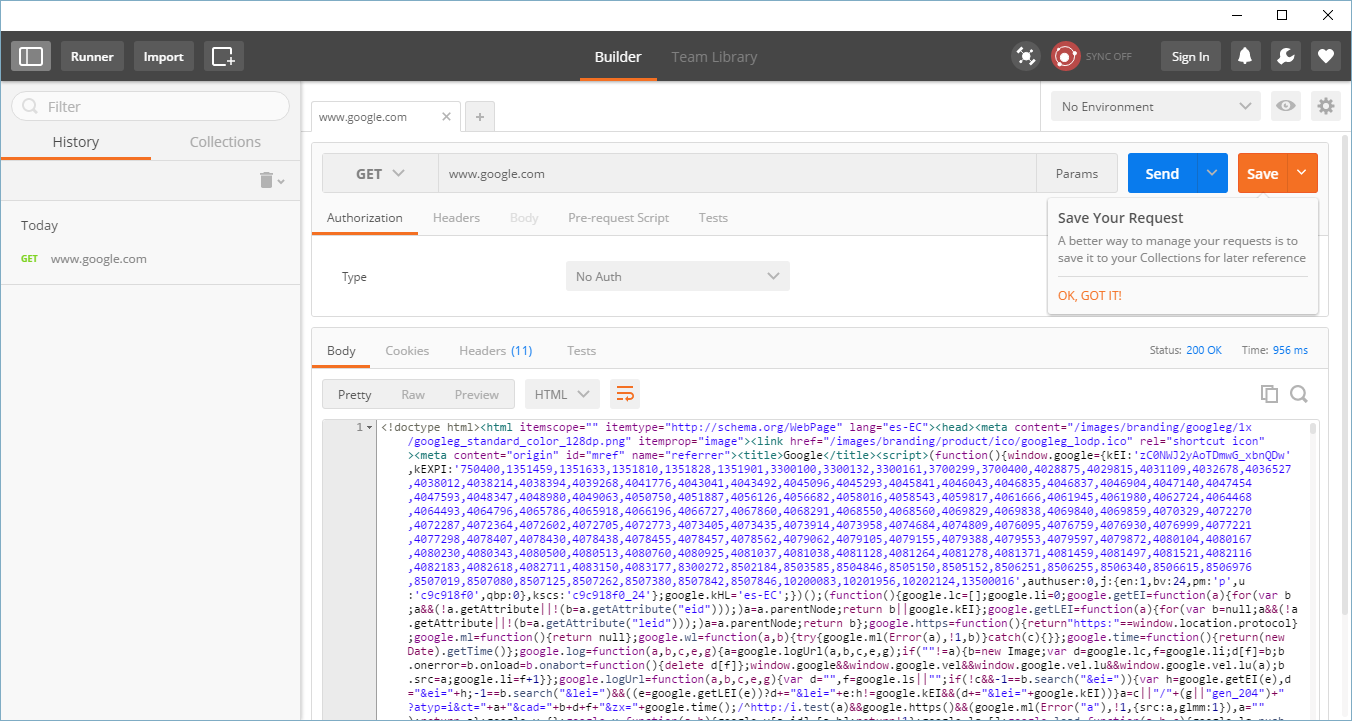 Runner
Import
Builder
Team Library
SYNC OFF
Sign In
Filter
History
Collections
Today
GET www.google.com
www.google.com
No Environment
GET
www.google.com
Params
Send
Save
Authorization
Headers
Body
Pre-request Script
Tests
Save Your Request
A better way to manage your requests is to
save it to your Collections for later reference
OK, GOT IT!
Type
No Auth
Body
Cookies
Headers (11)
Tests
Status: 200 OK
Time: 956 ms
Pretty
Raw
Preview
HTML
1
<!doctype html><html itemscope="" itemtype="http://schema.org/WebPage" lang="es-EC"><head><meta content="/images/branding/googleg/1x
/googleg_standard_color_128dp.png" itemprop="image"><link href="/images/branding/product/ico/googleg_lodp.ico" rel="shortcut icon"
><meta content="origin" id="mref" name="referrer"><title>Google</title><script>(function(){window.google={kEI:'zC0NWJ2yAoTDmwG_xbnQDw'
,kEXPI:'750400,1351459,1351633,1351810,1351828,1351901,3300100,3300132,3300161,3700299,3700400,4028875,4029815,4031109,4032678,4036527
,4038012,4038214,4038394,4039268,4041776,4043041,4043492,4045096,4045293,4045841,4046043,4046835,4046837,4046904,4047140,4047454
,4047593,4048347,4048980,4049063,4050750,4051887,4056126,4056682,4058016,4058543,4059817,4061666,4061945,4061980,4062724,4064468
,4064493,4064796,4065786,4065918,4066196,4066727,4067860,4068291,4068550,4068560,4069829,4069838,4069840,4069859,4070329,4072270
,4072287,4072364,4072602,4072705,4072773,4073405,4073435,4073914,4073958,4074684,4074809,4076095,4076759,4076930,4076999,4077221
,4077298,4078407,4078430,4078438,4078455,4078457,4078562,4079062,4079105,4079155,4079388,4079553,4079597,4079872,4080104,4080167
,4080230,4080343,4080500,4080513,4080760,4080925,4081037,4081038,4081128,4081264,4081278,4081371,4081459,4081497,4081521,4082116
,4082183,4082618,4082711,4083150,4083177,8300272,8502184,8503585,8504846,8505150,8505152,8506251,8506255,8506340,8506615,8506976
,8507019,8507080,8507125,8507262,8507380,8507842,8507846,10200083,10201956,10202124,13500016',authuser:0,j:{en:1,bv:24,pm:'p',u
:'c9c918f0',qbp:0},kscs:'c9c918f0_24'};google.kHL='es-EC';})();(function(){google.lc=[];google.li=0;google.getEI=function(a){for(var b
;a&&(!a.getAttribute||!(b=a.getAttribute("eid")));)a=a.parentNode;return b||google.kEI};google.getLEI=function(a){for(var b=null;a&&(!a
.getAttribute||!(b=a.getAttribute("leid")));)a=a.parentNode;return b};google.https=function(){return"https:"==window.location.protocol}
;google.ml=function(){return null};google.wl=function(a,b){try{google.ml(Error(a),!1,b)}catch(c){}};google.time=function(){return(new
Date).getTime()};google.log=function(a,b,c,e,g){a=google.logUrl(a,b,c,e,g);if(""!=a){b=new Image;var d=google.lc,f=google.li;d[f]=b;b
.onerror=b.onload=b.onabort=function(){delete d[f]};window.google&&window.google.vel&&window.google.vel.lu&&window.google.vel.lu(a);b
.src=a;google.li=f+1}};google.logUrl=function(a,b,c,e,g){var d="",f=google.ls||"";if(!c&&-1==b.search("&ei=")){var h=google.getEI(e),d
="&ei="+h;-1==b.search("&lei=")&&((e=google.getLEI(e))?d+="&lei="+e:h!=google.kEI&&(d+="&lei="+google.kEI))}a=c||"/"+(g||"gen_204")+"
?atyp=i&ct="+a+"&cad="+b+d+f+"&zx="+google.time();/^http:/i.test(a)&&google.https()&&(google.ml(Error("a"),!1,{src:a,glmm:1}),a=""